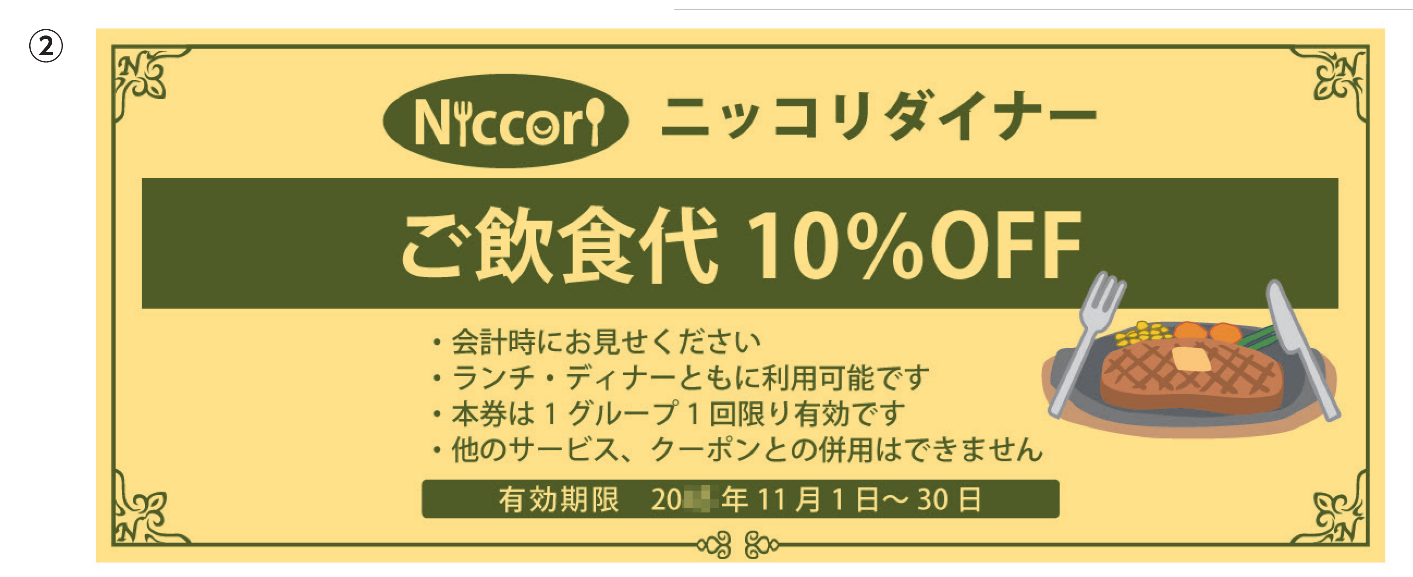 ②
Niccori ニッコリダイナー
ご飲食代 10%OFF
・会計時にお見せください
・ランチ・ディナーともに利用可能です
・本券は 1 グループ 1 回限り有効です
・他のサービス、クーポンとの併用はできません
有効期限 20 年 11 月 1 日～ 30 日
N
N
N
N